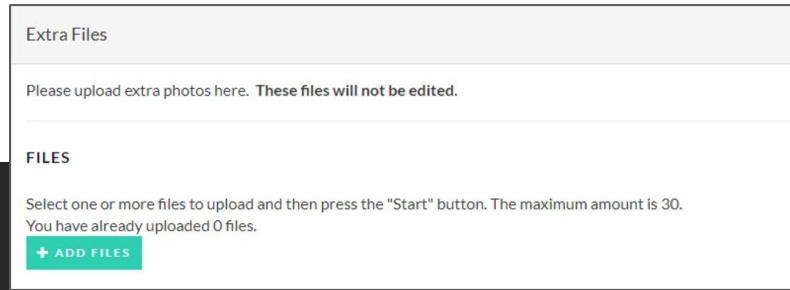 Extra Files
Please upload extra photos here. These files will not be edited.
FILES
Select one or more files to upload and then press the "Start" button. The maximum amount is 30.
You have already uploaded 0 files.
+ ADD FILES